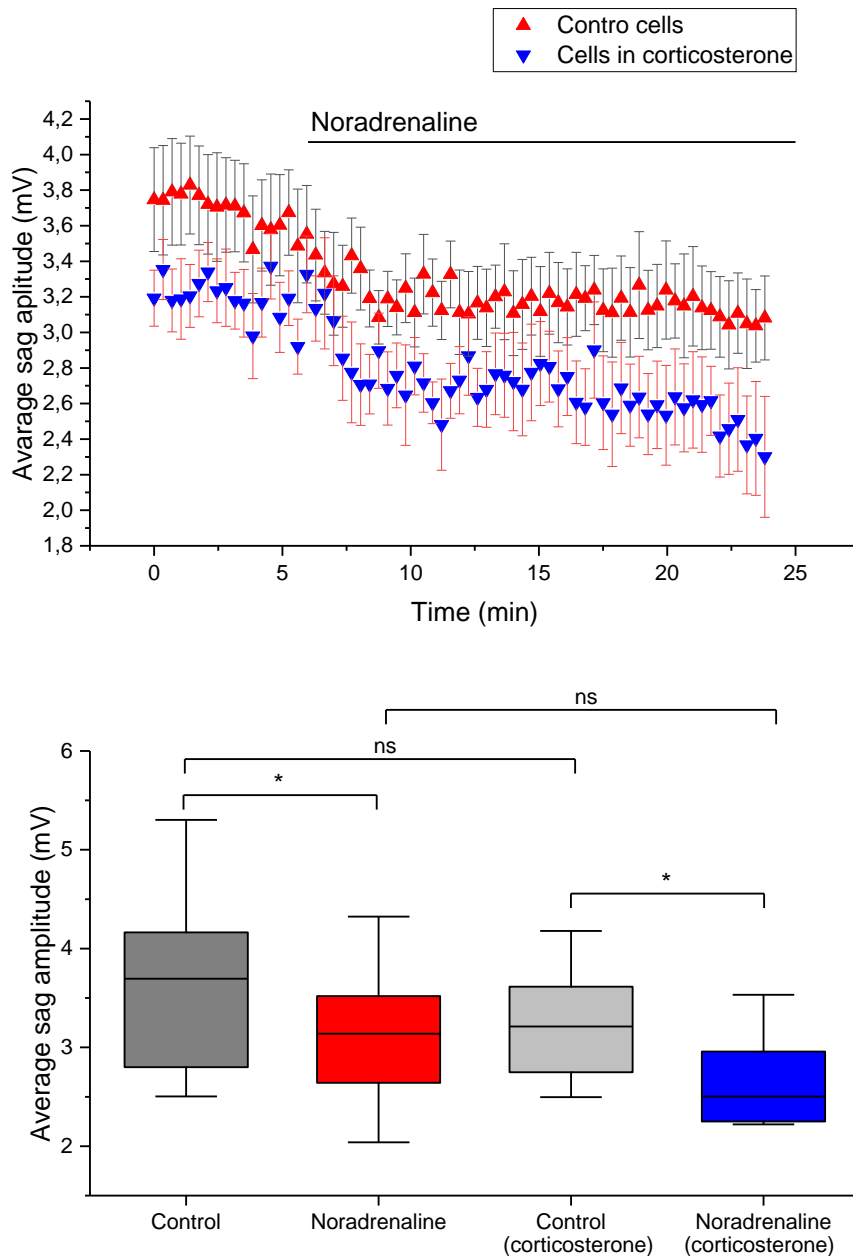 Contro cells
Cells in corticosterone
Noradrenaline
4,2
4,0
3,8
3,6
3,4
3,2
3,0
2,8
2,6
2,4
2,2
2,0
1,8
Avarage sag aplitude (mV)
0 5 10 15 20 25
Time (min)
ns
ns
*
*
6
5
4
3
2
Average sag amplitude (mV)
Control Noradrenaline Control Noradrenaline
(corticosterone) (corticosterone)